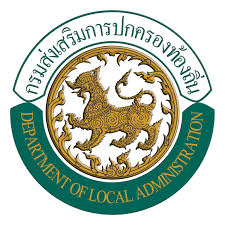 กรมส่งเสริมการปกครองท้องถิ่น
DEPARTMENT OF LOCAL ADMINISTRATION